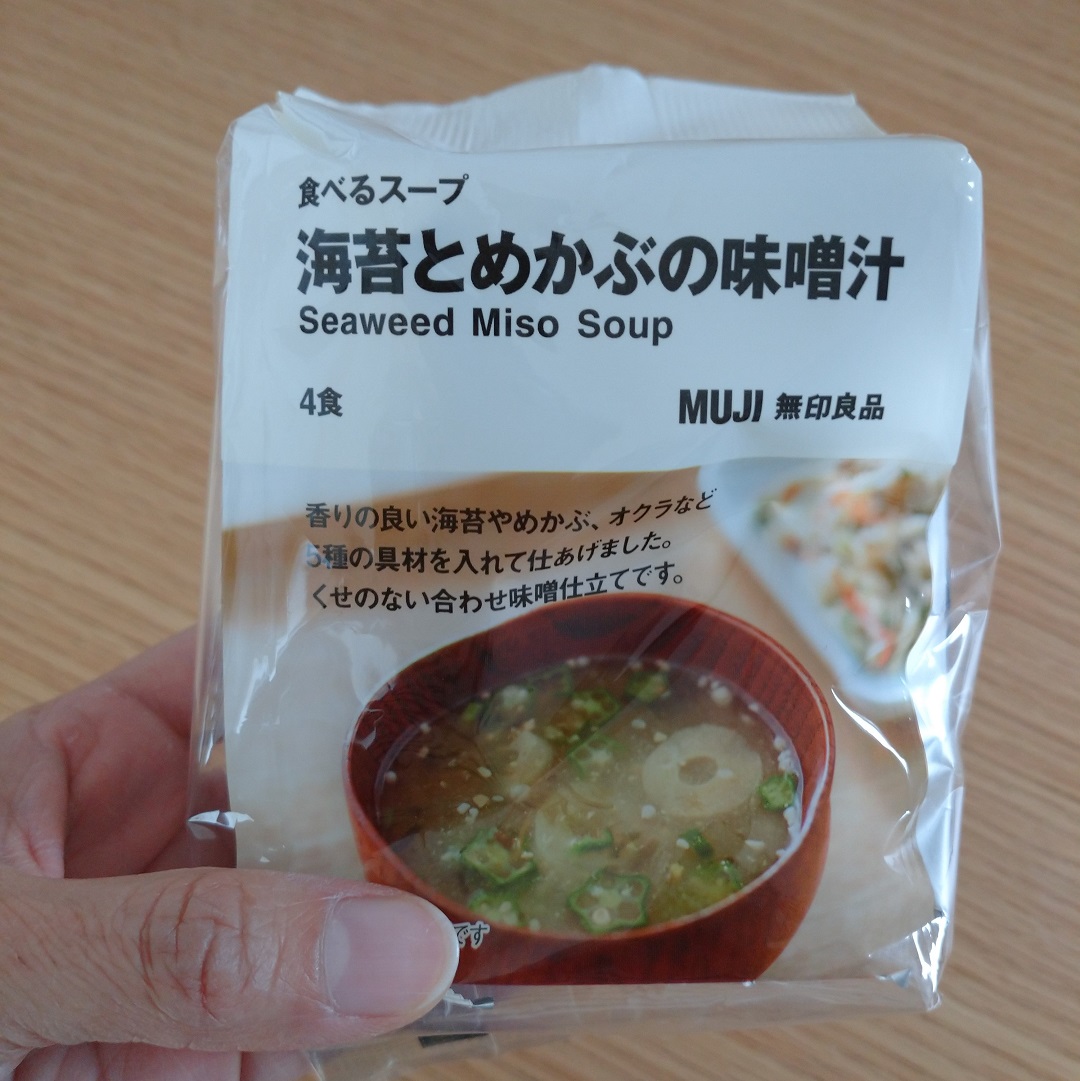 食べるスープ
海苔とめかぶの味噌汁
Seaweed Miso Soup
4食
MUJI 無印良品
香りの良い海苔やめかぶ、オクラなど
5種の具材を入れて仕あげました。
くせのない合わせ味噌仕立てです。
です